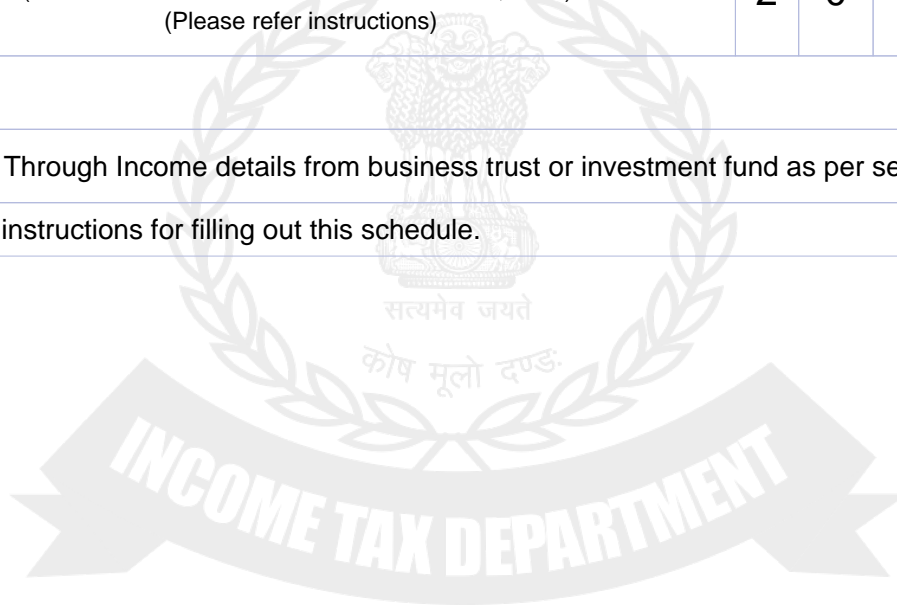 (Please refer instructions)
2
Through Income details from business trust or investment fund as per se
instructions for filling out this schedule.
सत्यमेव जयते
कोष मूलो दण्डः
INCOME TAX DEPARTMENT